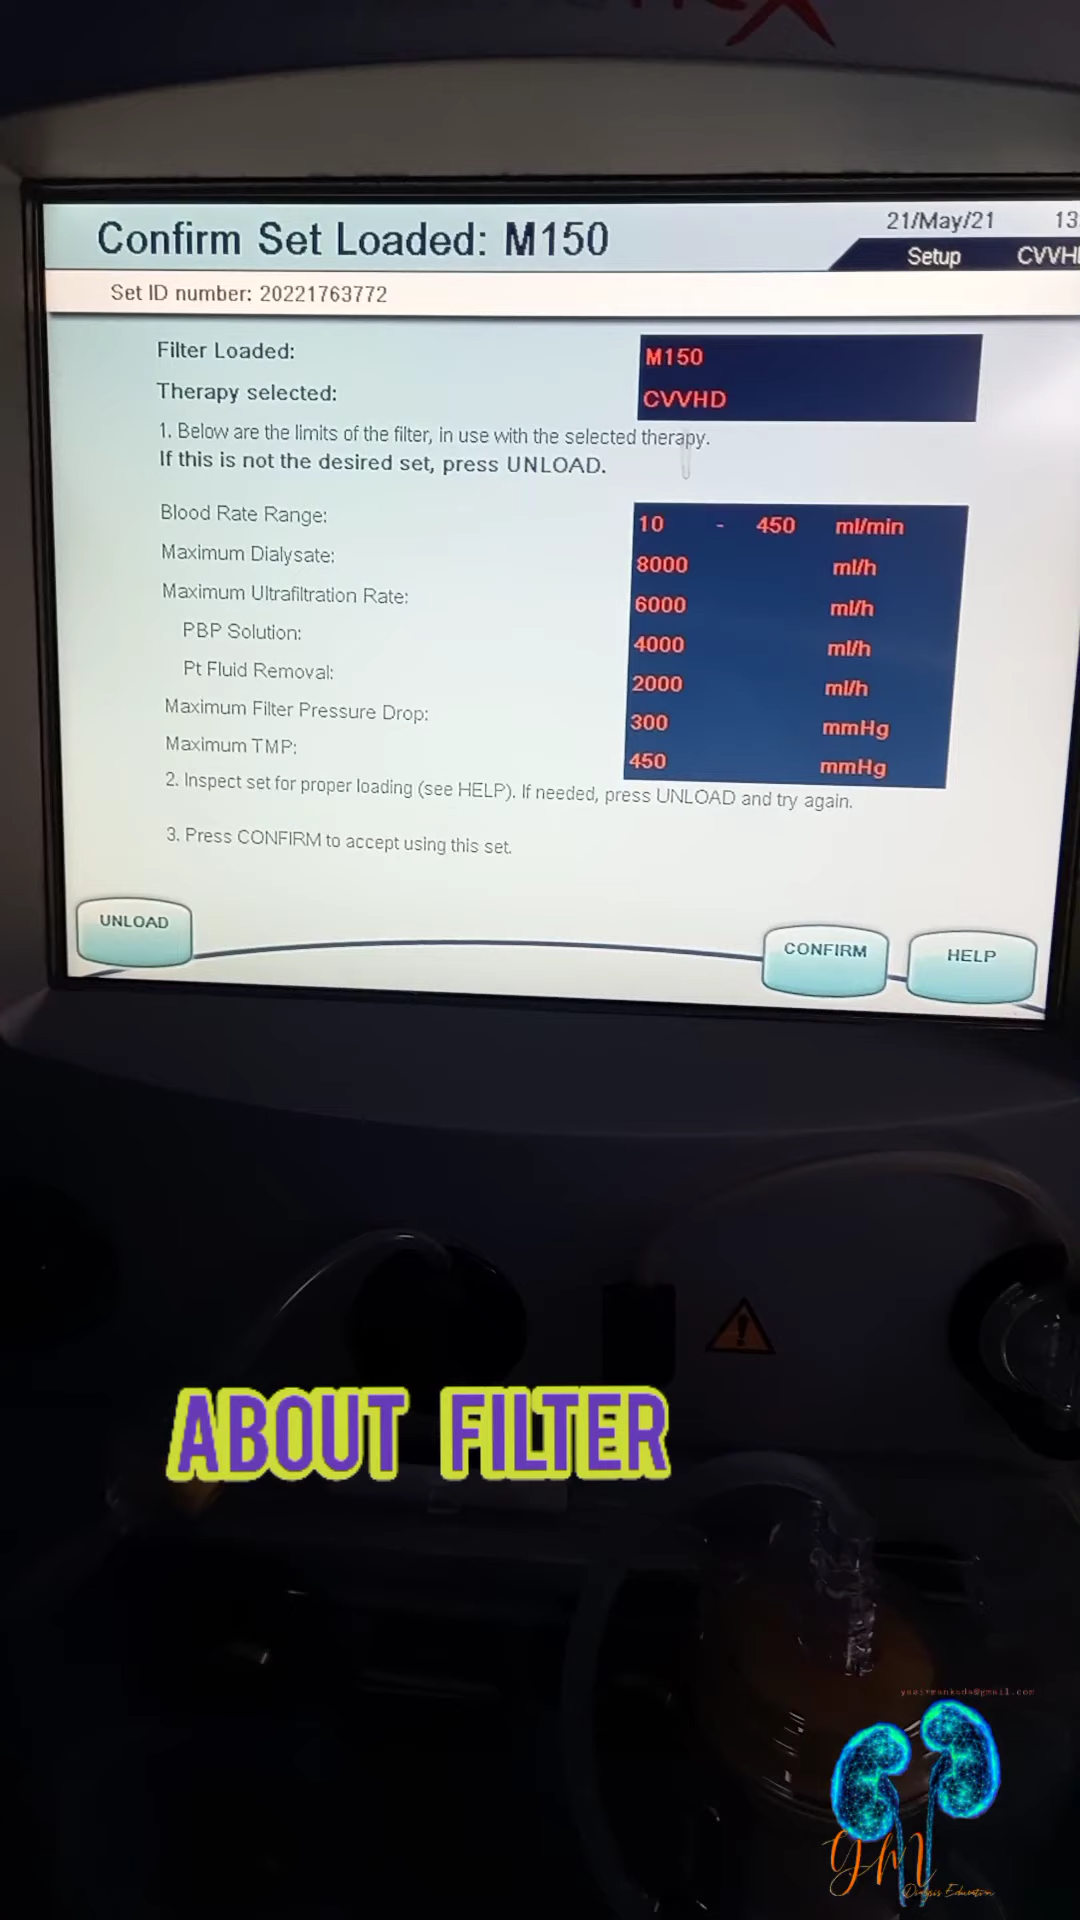 Confirm Set Loaded: M150
21/May/21 13
Setup CVVH
Set ID number: 20221763772
Filter Loaded: M150
Therapy selected: CVVHD
1. Below are the limits of the filter, in use with the selected therapy.
If this is not the desired set, press UNLOAD.
Blood Rate Range: 10 - 450 ml/min
Maximum Dialysate: 8000 ml/h
Maximum Ultrafiltration Rate: 6000 ml/h
PBP Solution: 4000 ml/h
Pt Fluid Removal: 2000 ml/h
Maximum Filter Pressure Drop: 300 mmHg
Maximum TMP: 450 mmHg
2. Inspect set for proper loading (see HELP). If needed, press UNLOAD and try again.
3. Press CONFIRM to accept using this set.
UNLOAD
CONFIRM
HELP
ABOUT FILTER
YM
Dialysis Education